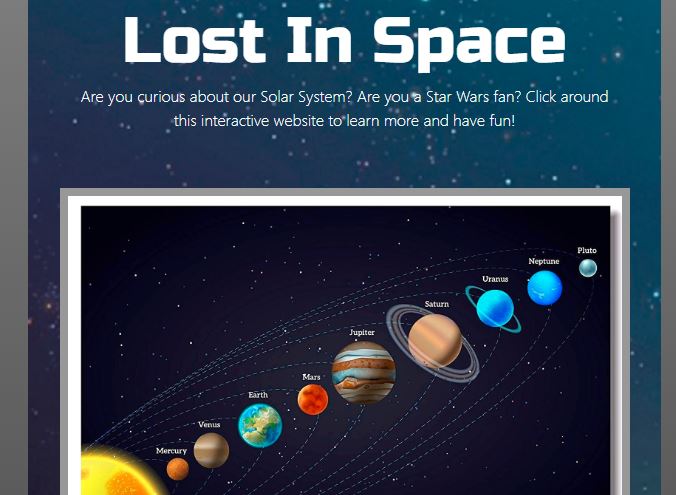 Lost In Space
Are you curious about our Solar System? Are you a Star Wars fan? Click around
this interactive website to learn more and have fun!
Pluto
Neptune
Uranus
Saturn
Jupiter
Mars
Earth
Venus
Mercury